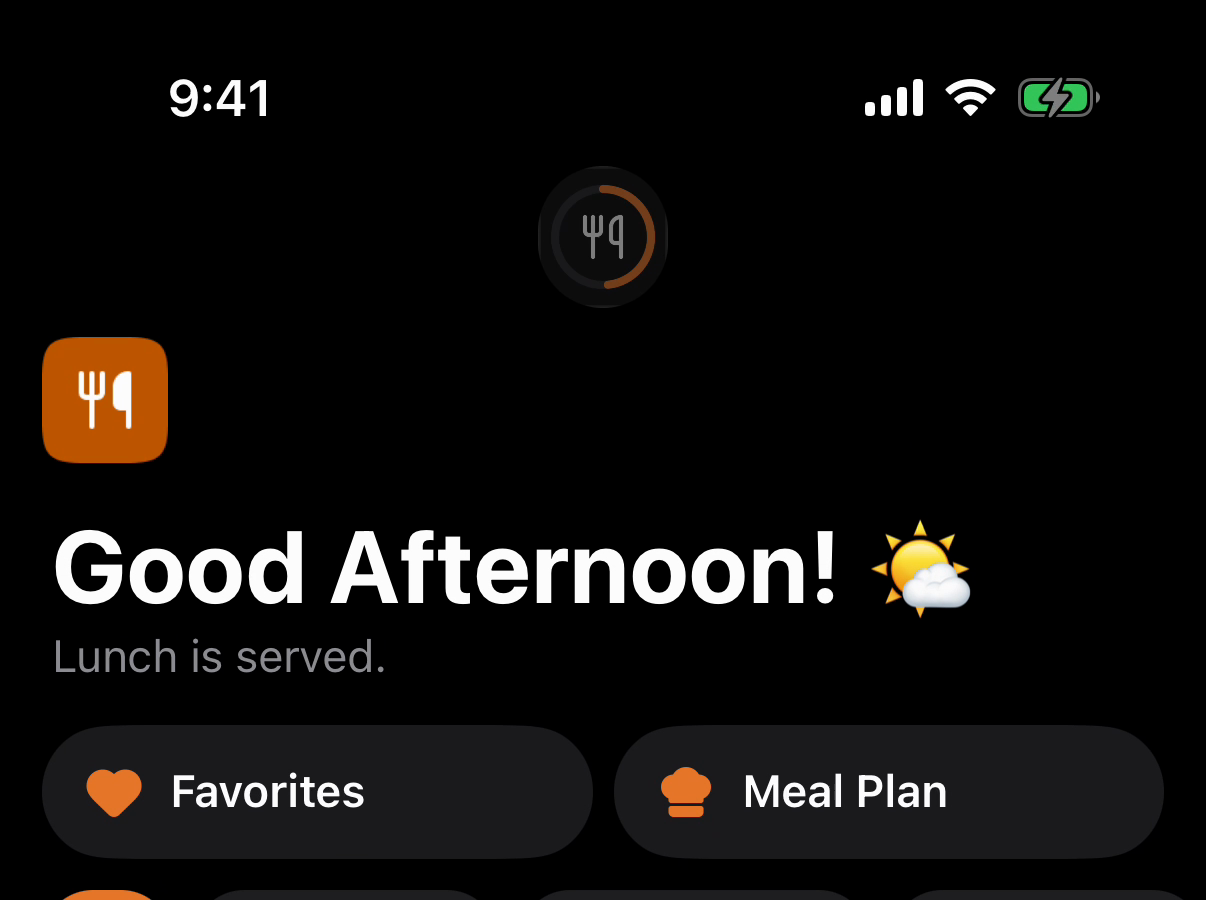 9:41
Good Afternoon! 🌤️
Lunch is served.
Favorites
Meal Plan